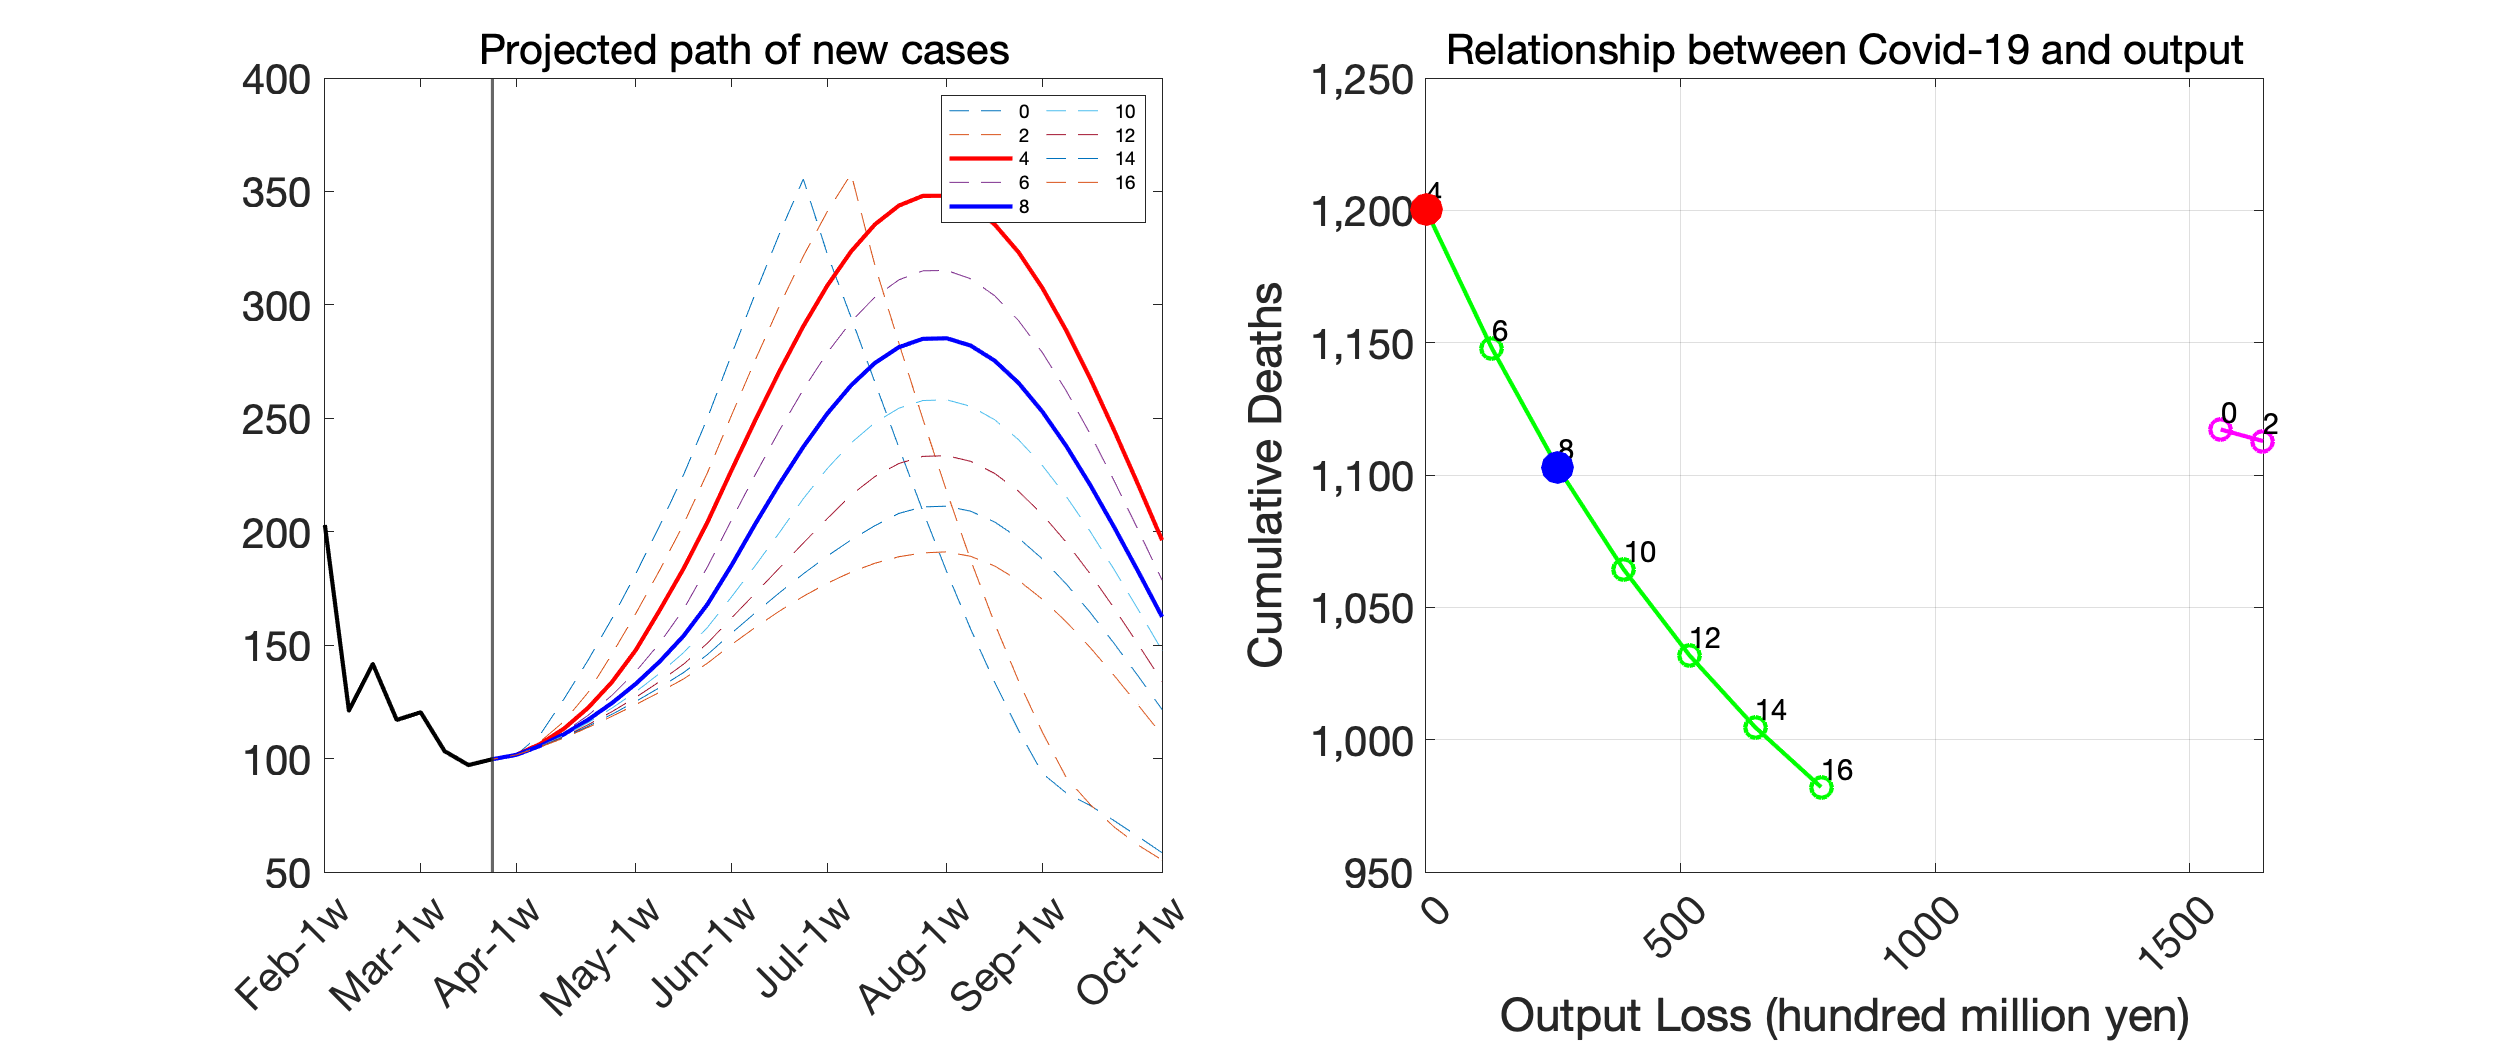 Projected path of new cases
400
350
300
250
200
150
100
50
0
2
4
6
8
10
12
14
16
Feb-1w
Mar-1w
Apr-1w
May-1w
Jun-1w
Jul-1w
Aug-1w
Sep-1w
Oct-1w
Relationship between Covid-19 and output
Cumulative Deaths
1,250
1,200
1,150
1,100
1,050
1,000
950
4
6
8
10
12
14
16
0
2
0
500
1000
1500
Output Loss (hundred million yen)